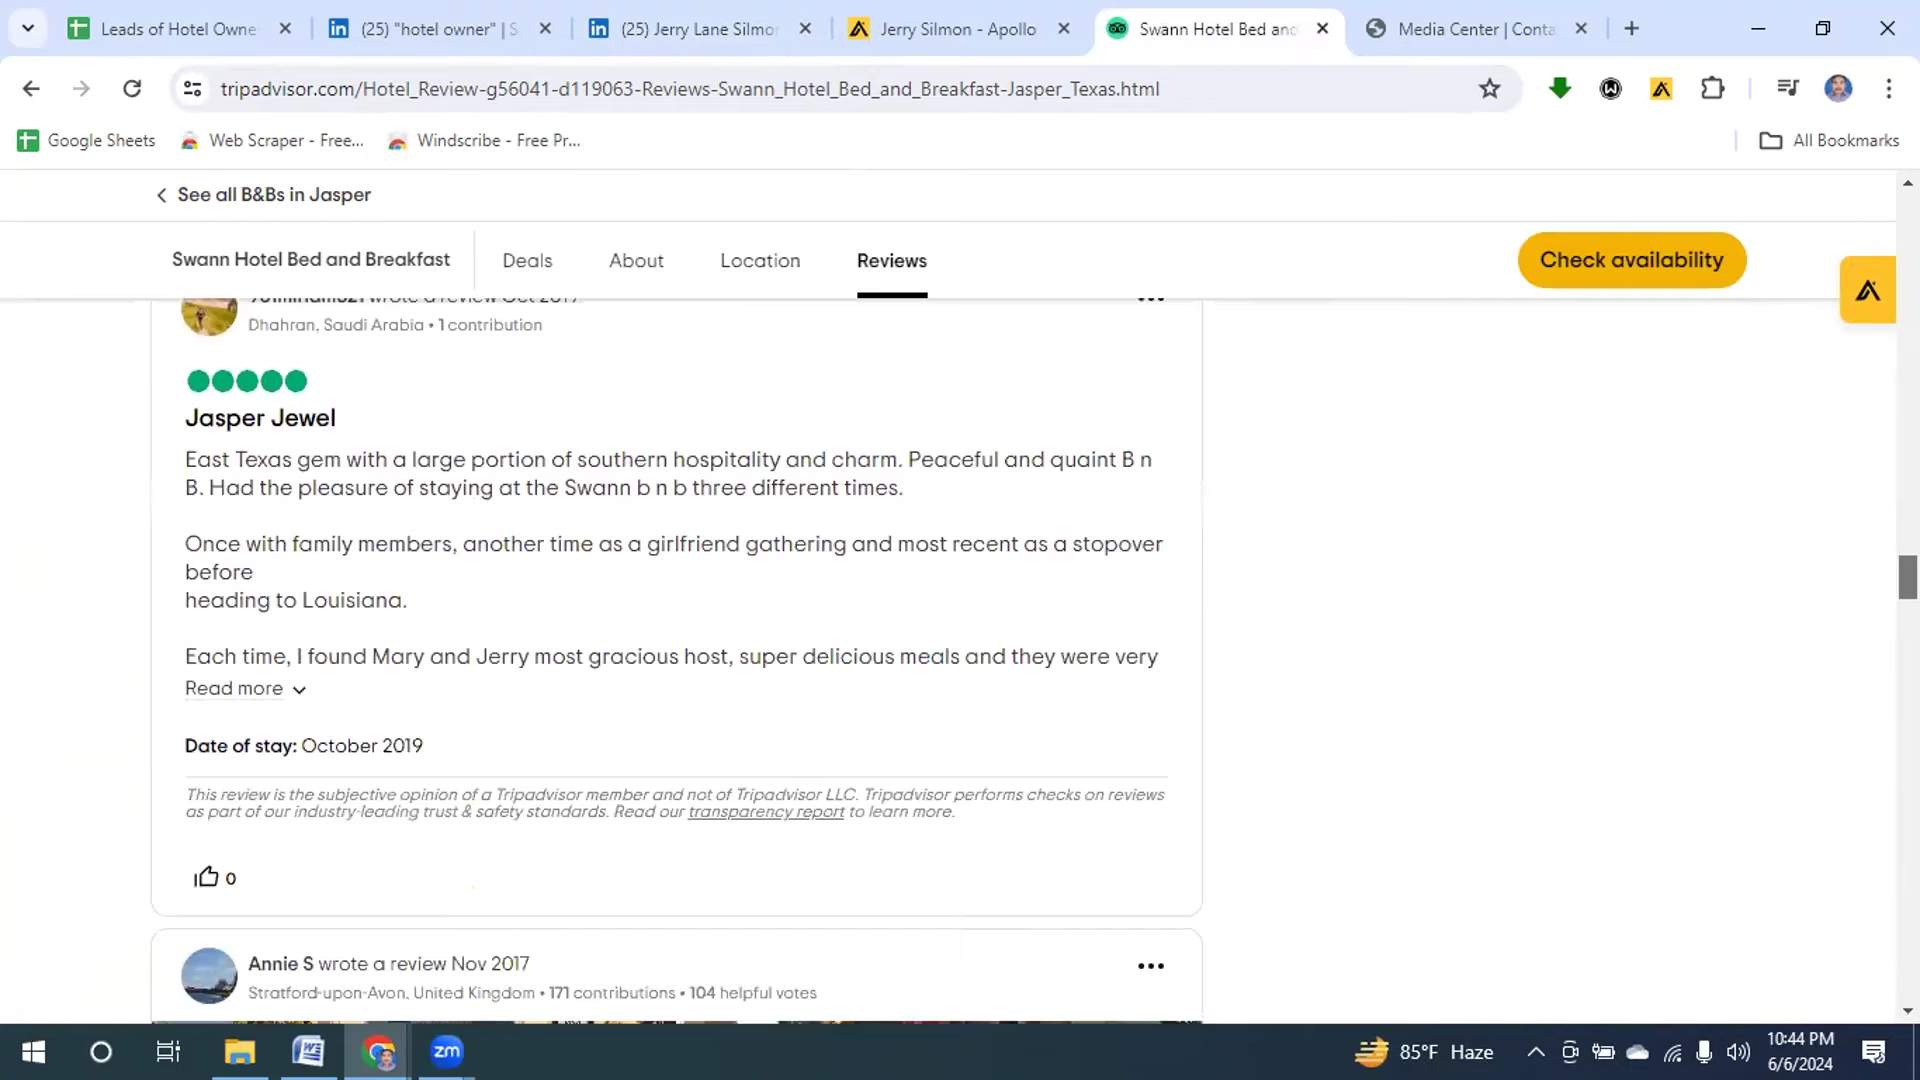 Leads of Hotel Owne
(25) "hotel owner" | S
(25) Jerry Lane Silmo
Jerry Silmon - Apollo
Swann Hotel Bed and
Media Center | Conta
tripadvisor.com/Hotel_Review-g56041-d119063-Reviews-Swann_Hotel_Bed_and_Breakfast-Jasper_Texas.html
Google Sheets
Web Scraper - Free...
Windscribe - Free Pr...
All Bookmarks
See all B&Bs in Jasper
Swann Hotel Bed and Breakfast
Deals
About
Location
Reviews
Check availability
wrote a review Oct 2019
Dhahran, Saudi Arabia • 1 contribution
Jasper Jewel
East Texas gem with a large portion of southern hospitality and charm. Peaceful and quaint B n
B. Had the pleasure of staying at the Swann b n b three different times.
Once with family members, another time as a girlfriend gathering and most recent as a stopover
before
heading to Louisiana.
Each time, I found Mary and Jerry most gracious host, super delicious meals and they were very
Read more
Date of stay: October 2019
This review is the subjective opinion of a Tripadvisor member and not of Tripadvisor LLC. Tripadvisor performs checks on reviews
as part of our industry-leading trust & safety standards. Read our transparency report to learn more.
0
Annie S wrote a review Nov 2017
Stratford-upon-Avon, United Kingdom • 171 contributions • 104 helpful votes
zm
85°F Haze
10:44 PM
6/6/2024